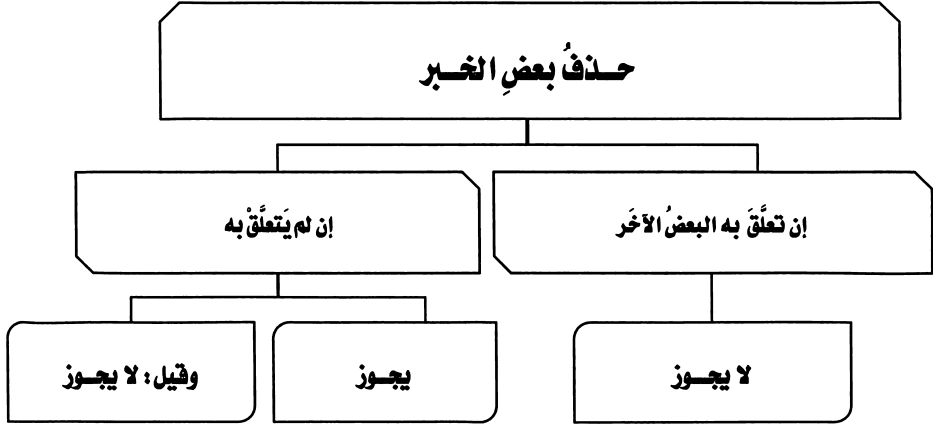 حـذفُ بعضِ الخـبر
إن تعلَّقَ به البعضُ الآخَر
إن لم يَتعلَّقْ به
لا يجـوز
يجـوز
وقيل: لا يجـوز